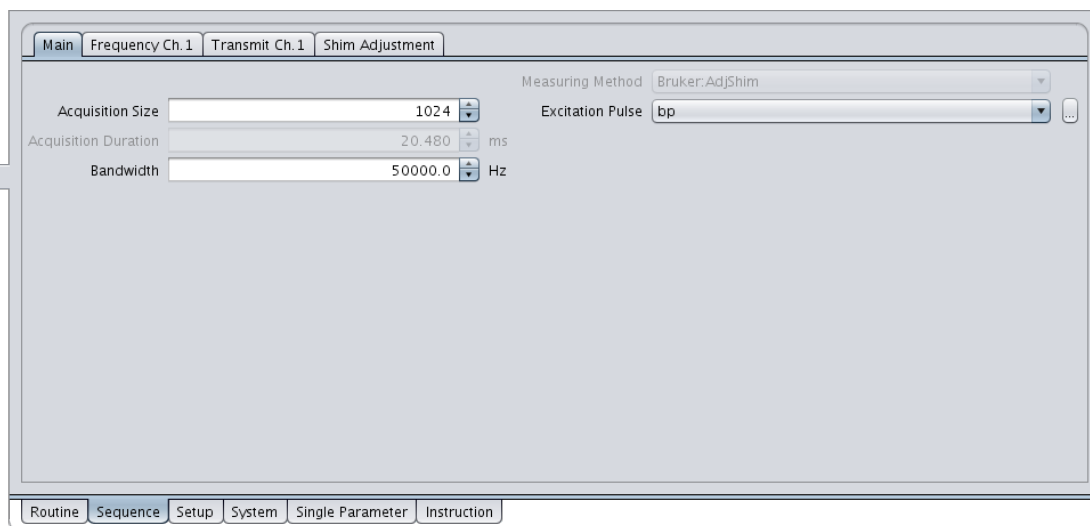 Main Frequency Ch.1 Transmit Ch.1 Shim Adjustment
Measuring Method Bruker:AdjShim
Acquisition Size 1024 Excitation Pulse bp ...
Acquisition Duration 20.480 ms
Bandwidth 50000.0 Hz
Routine Sequence Setup System Single Parameter Instruction